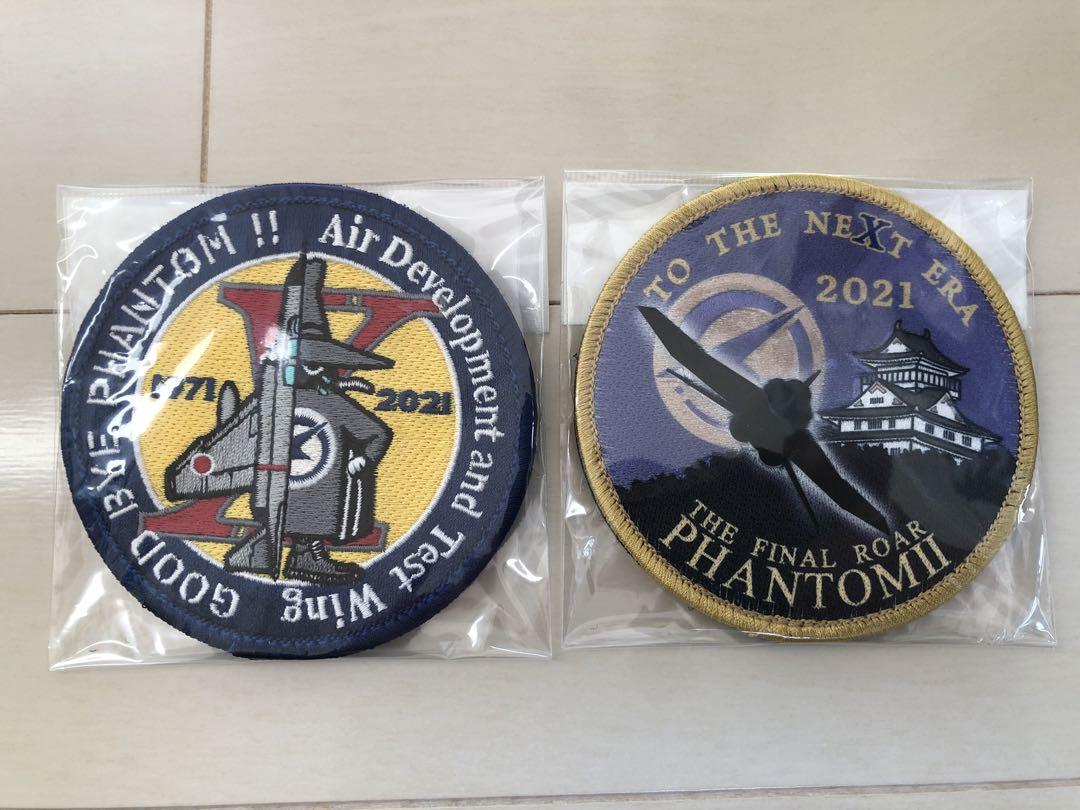 GOOD BYE PHANTOM !!
Air Development and Test Wing
1971
2021
TO THE NEXT ERA
2021
THE FINAL ROAR
PHANTOMII